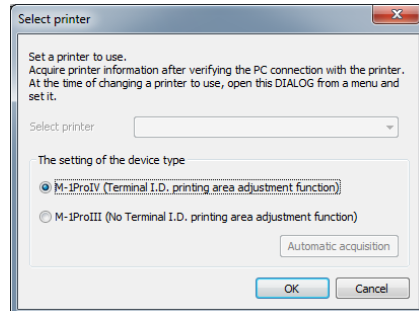 Select printer
Set a printer to use.
Acquire printer information after verifying the PC connection with the printer.
At the time of changing a printer to use, open this DIALOG from a menu and
set it.
Select printer
The setting of the device type
M-1ProIV (Terminal I.D. printing area adjustment function)
M-1ProIII (No Terminal I.D. printing area adjustment function)
Automatic acquisition
OK Cancel